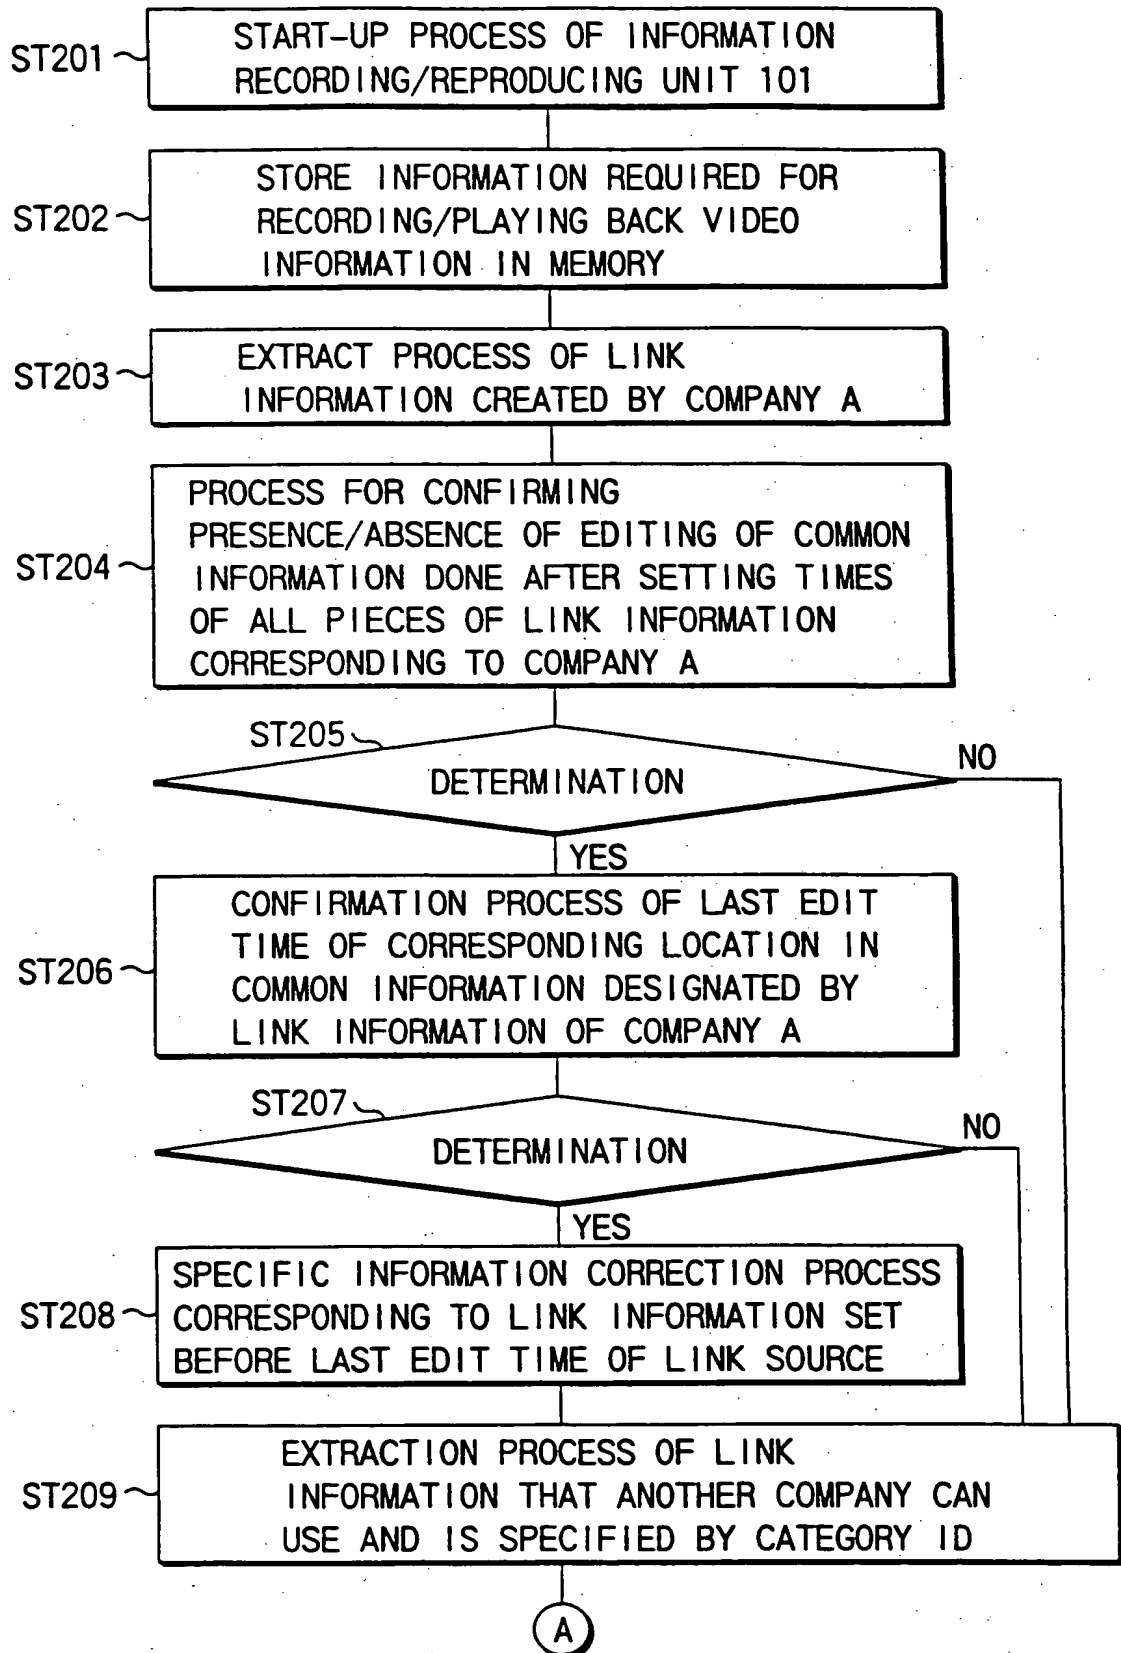 ST201
START-UP PROCESS OF INFORMATION
RECORDING/REPRODUCING UNIT 101
ST202
STORE INFORMATION REQUIRED FOR
RECORDING/PLAYING BACK VIDEO
INFORMATION IN MEMORY
ST203
EXTRACT PROCESS OF LINK
INFORMATION CREATED BY COMPANY A
ST204
PROCESS FOR CONFIRMING
PRESENCE/ABSENCE OF EDITING OF COMMON
INFORMATION DONE AFTER SETTING TIMES
OF ALL PIECES OF LINK INFORMATION
CORRESPONDING TO COMPANY A
ST205
DETERMINATION
NO
YES
ST206
CONFIRMATION PROCESS OF LAST EDIT
TIME OF CORRESPONDING LOCATION IN
COMMON INFORMATION DESIGNATED BY
LINK INFORMATION OF COMPANY A
ST207
DETERMINATION
NO
YES
ST208
SPECIFIC INFORMATION CORRECTION PROCESS
CORRESPONDING TO LINK INFORMATION SET
BEFORE LAST EDIT TIME OF LINK SOURCE
ST209
EXTRACTION PROCESS OF LINK
INFORMATION THAT ANOTHER COMPANY CAN
USE AND IS SPECIFIED BY CATEGORY ID
A